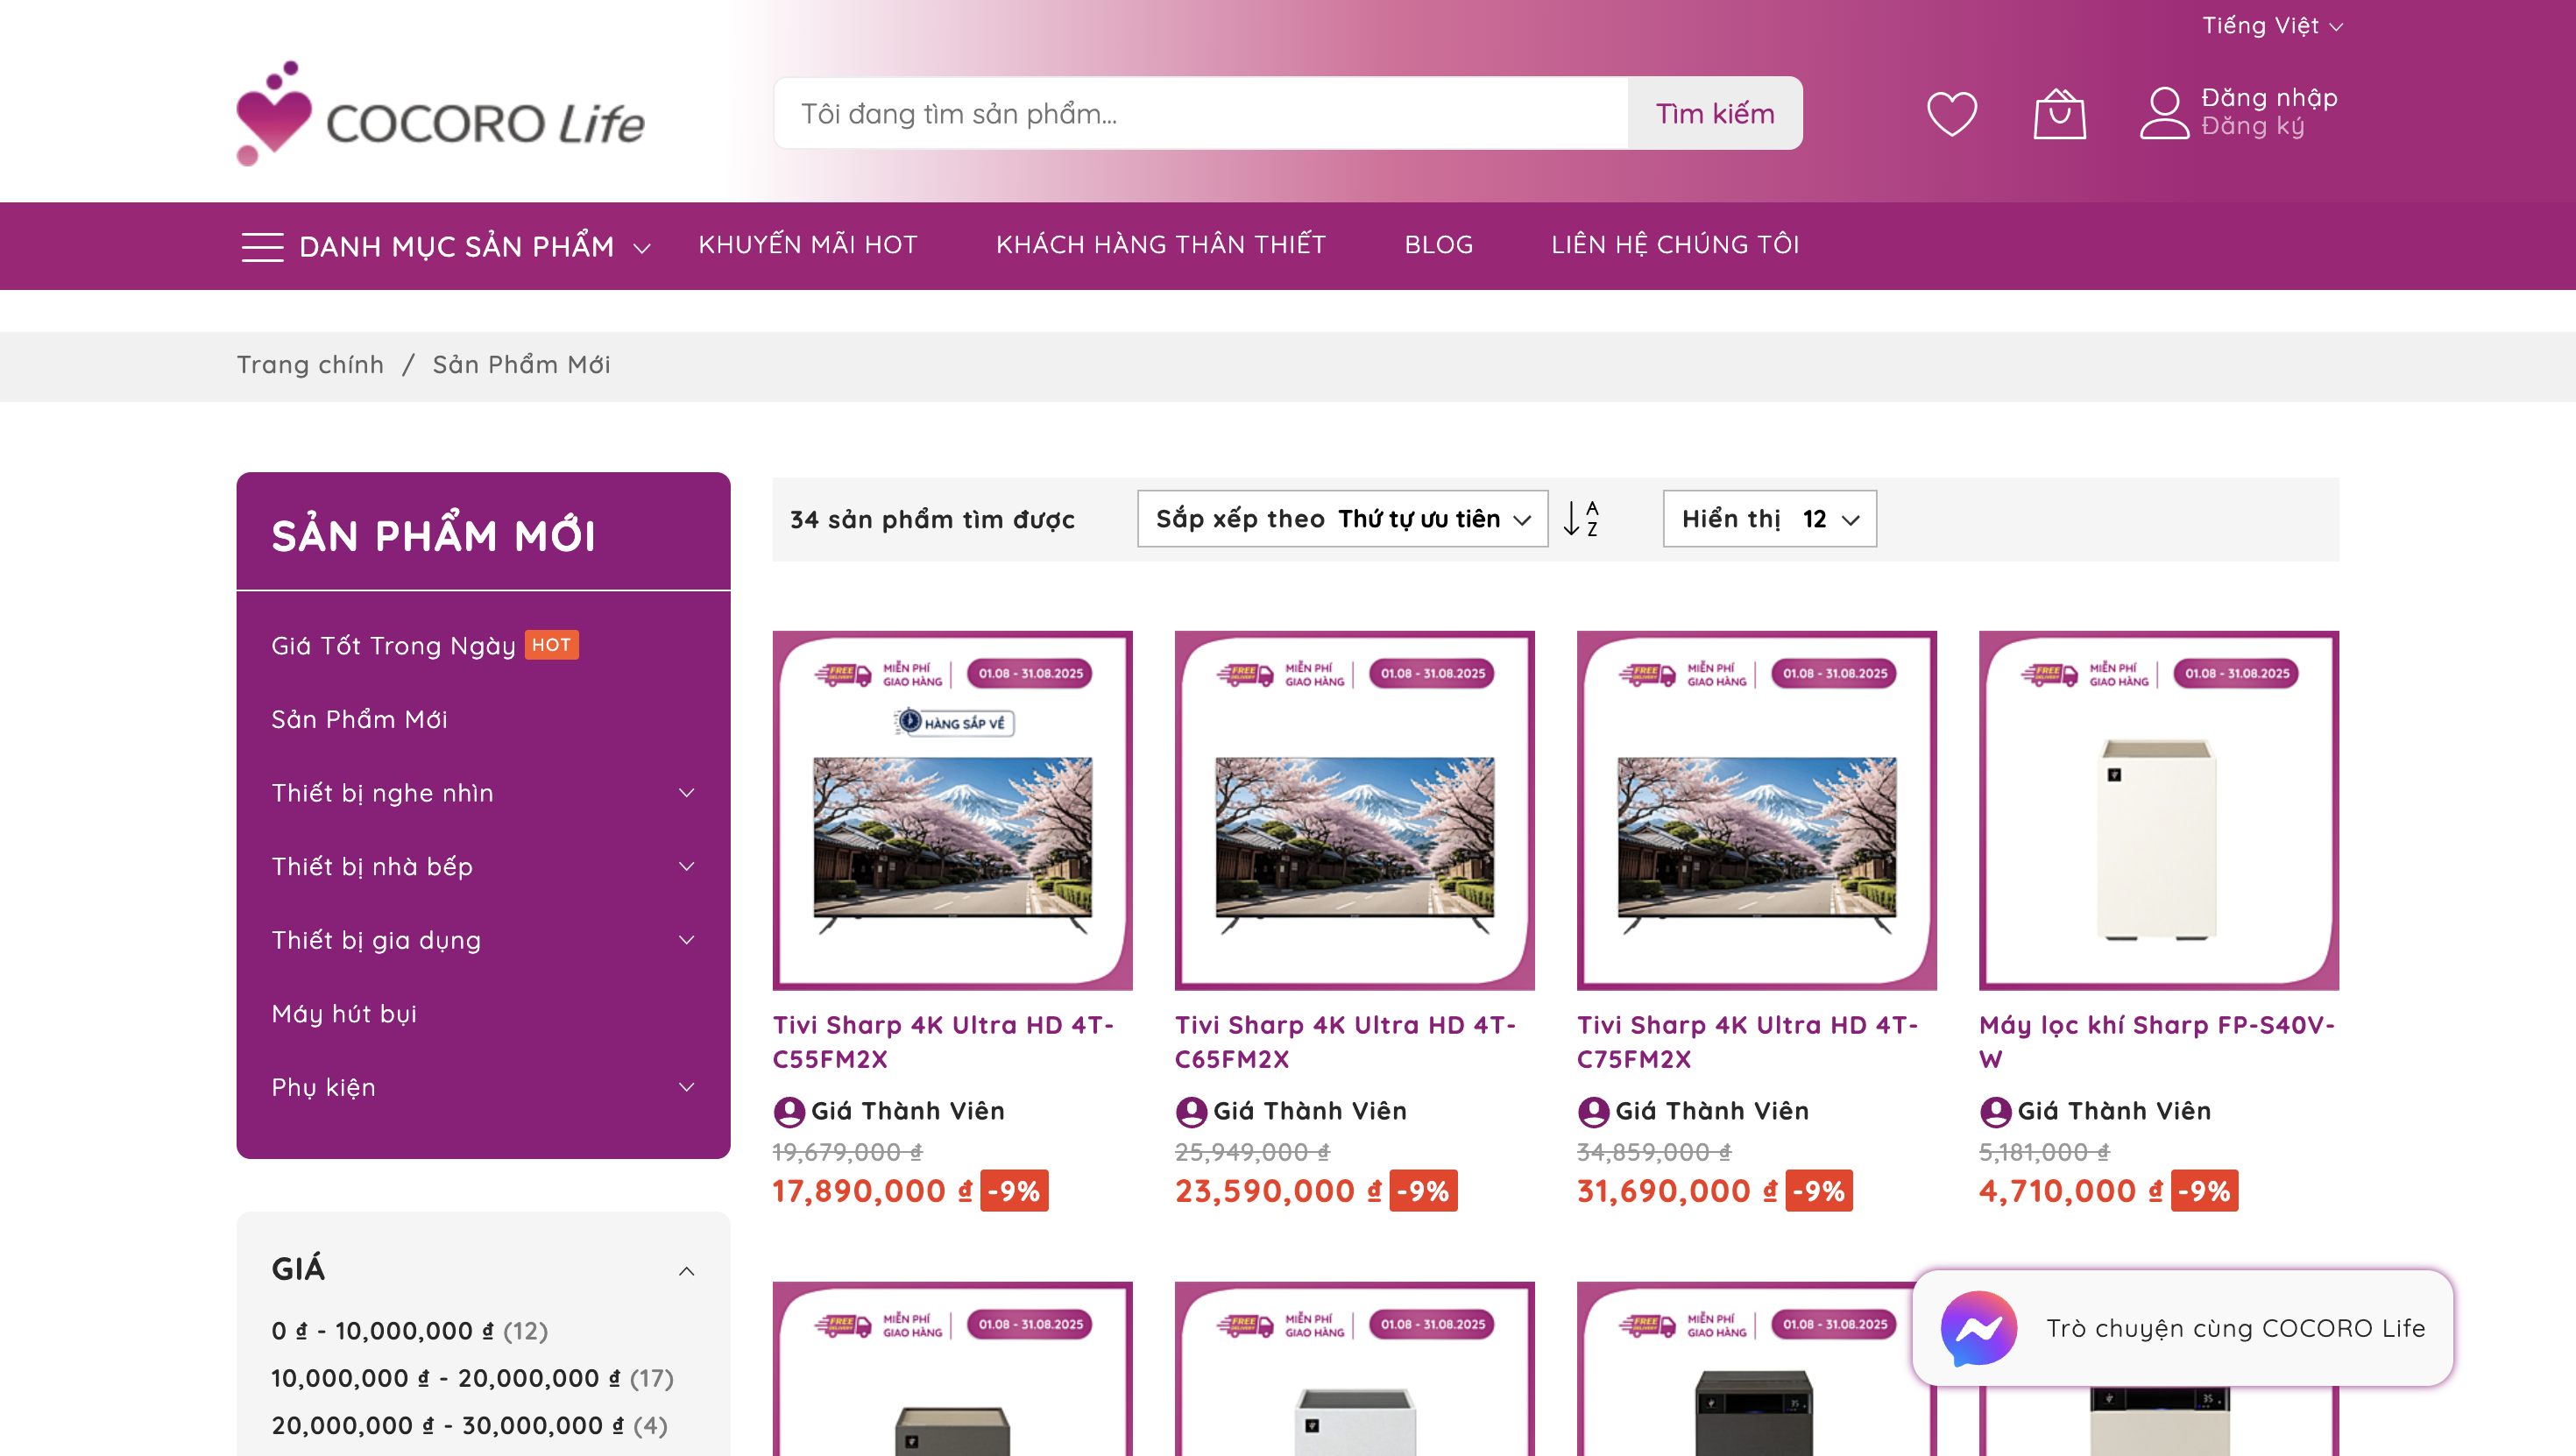 Tiếng Việt
COCORO Life
Tôi đang tìm sản phẩm...
Tìm kiếm
Đăng nhập
Đăng ký
DANH MỤC SẢN PHẨM
KHUYẾN MÃI HOT
KHÁCH HÀNG THÂN THIẾT
BLOG
LIÊN HỆ CHÚNG TÔI
Trang chính / Sản Phẩm Mới
SẢN PHẨM MỚI
Giá Tốt Trong Ngày HOT
Sản Phẩm Mới
Thiết bị nghe nhìn
Thiết bị nhà bếp
Thiết bị gia dụng
Máy hút bụi
Phụ kiện
GIÁ
0 ₫ - 10,000,000 ₫ (12)
10,000,000 ₫ - 20,000,000 ₫ (17)
20,000,000 ₫ - 30,000,000 ₫ (4)
34 sản phẩm tìm được
Sắp xếp theo Thứ tự ưu tiên
A
Z
Hiển thị 12
FREE
DELIVERY
MIỄN PHÍ
GIAO HÀNG
01.08 - 31.08.2025
HÀNG SẮP VỀ
Tivi Sharp 4K Ultra HD 4T-
C55FM2X
Giá Thành Viên
19,679,000 ₫
17,890,000 ₫ -9%
FREE
DELIVERY
MIỄN PHÍ
GIAO HÀNG
01.08 - 31.08.2025
Tivi Sharp 4K Ultra HD 4T-
C65FM2X
Giá Thành Viên
25,949,000 ₫
23,590,000 ₫ -9%
FREE
DELIVERY
MIỄN PHÍ
GIAO HÀNG
01.08 - 31.08.2025
Tivi Sharp 4K Ultra HD 4T-
C75FM2X
Giá Thành Viên
34,859,000 ₫
31,690,000 ₫ -9%
FREE
DELIVERY
MIỄN PHÍ
GIAO HÀNG
01.08 - 31.08.2025
Máy lọc khí Sharp FP-S40V-
W
Giá Thành Viên
5,181,000 ₫
4,710,000 ₫ -9%
FREE
DELIVERY
MIỄN PHÍ
GIAO HÀNG
01.08 - 31.08.2025
FREE
DELIVERY
MIỄN PHÍ
GIAO HÀNG
01.08 - 31.08.2025
FREE
DELIVERY
MIỄN PHÍ
GIAO HÀNG
01.08 - 31.08.2025
35
35
Trò chuyện cùng COCORO Life